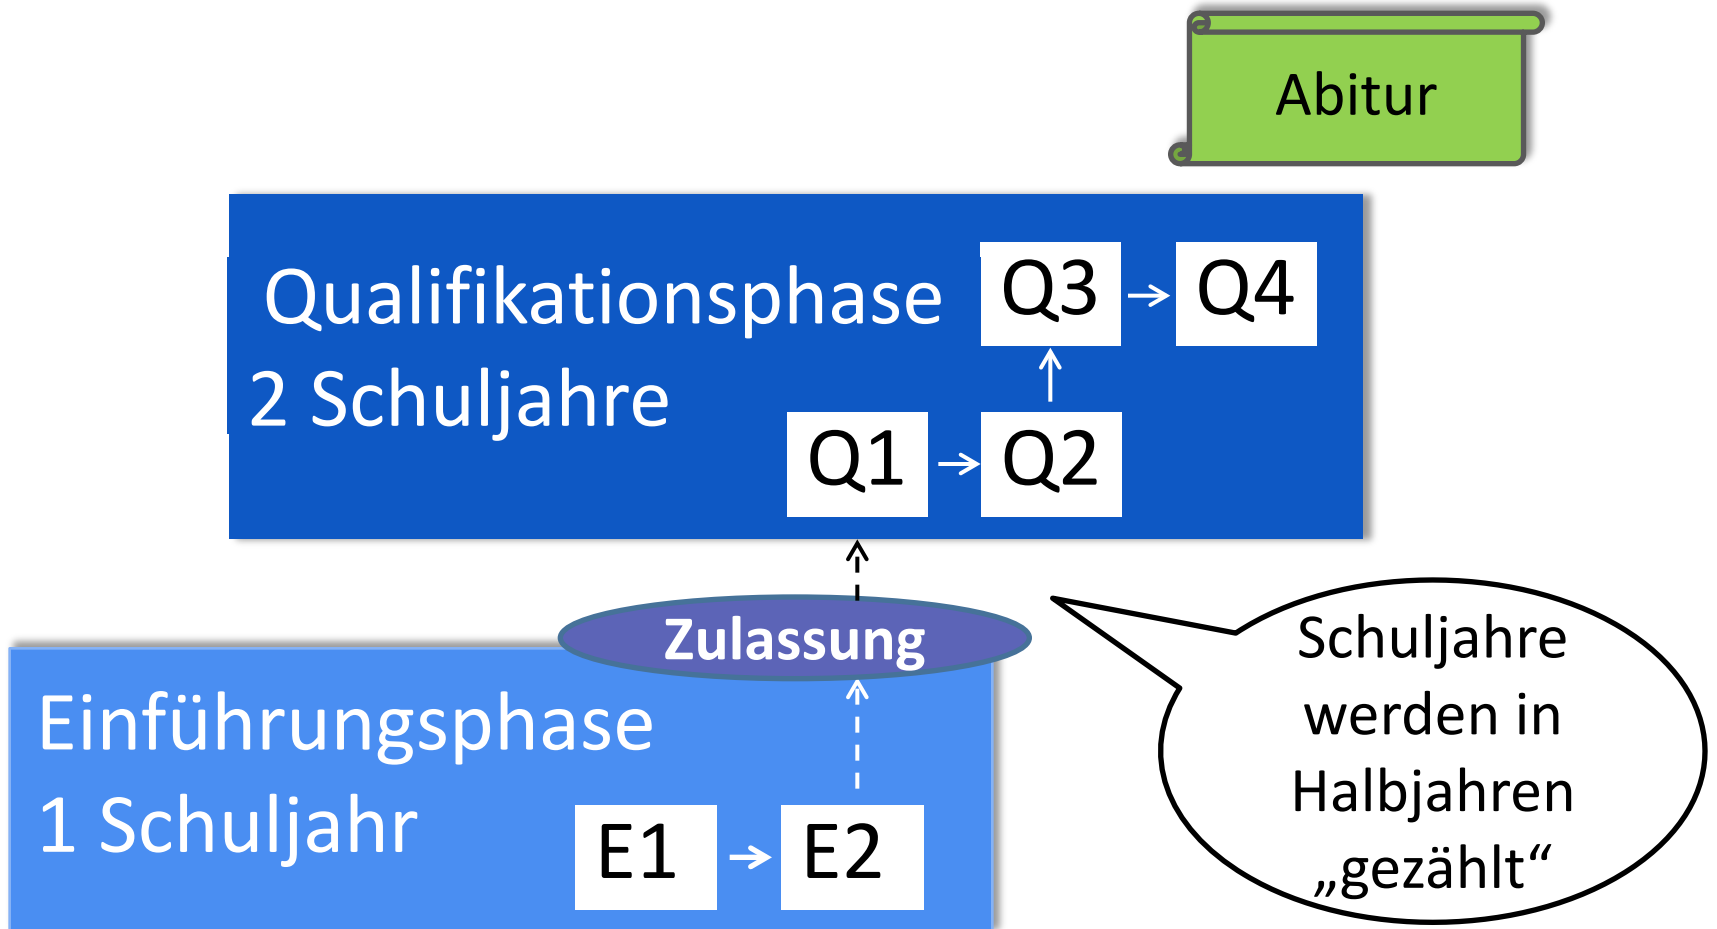 Abitur
Qualifikationsphase
2 Schuljahre
Q3
Q4
Q1
Q2
Zulassung
Einführungsphase
1 Schuljahr
E1
E2
Schuljahre
werden in
Halbjahren
„gezählt“